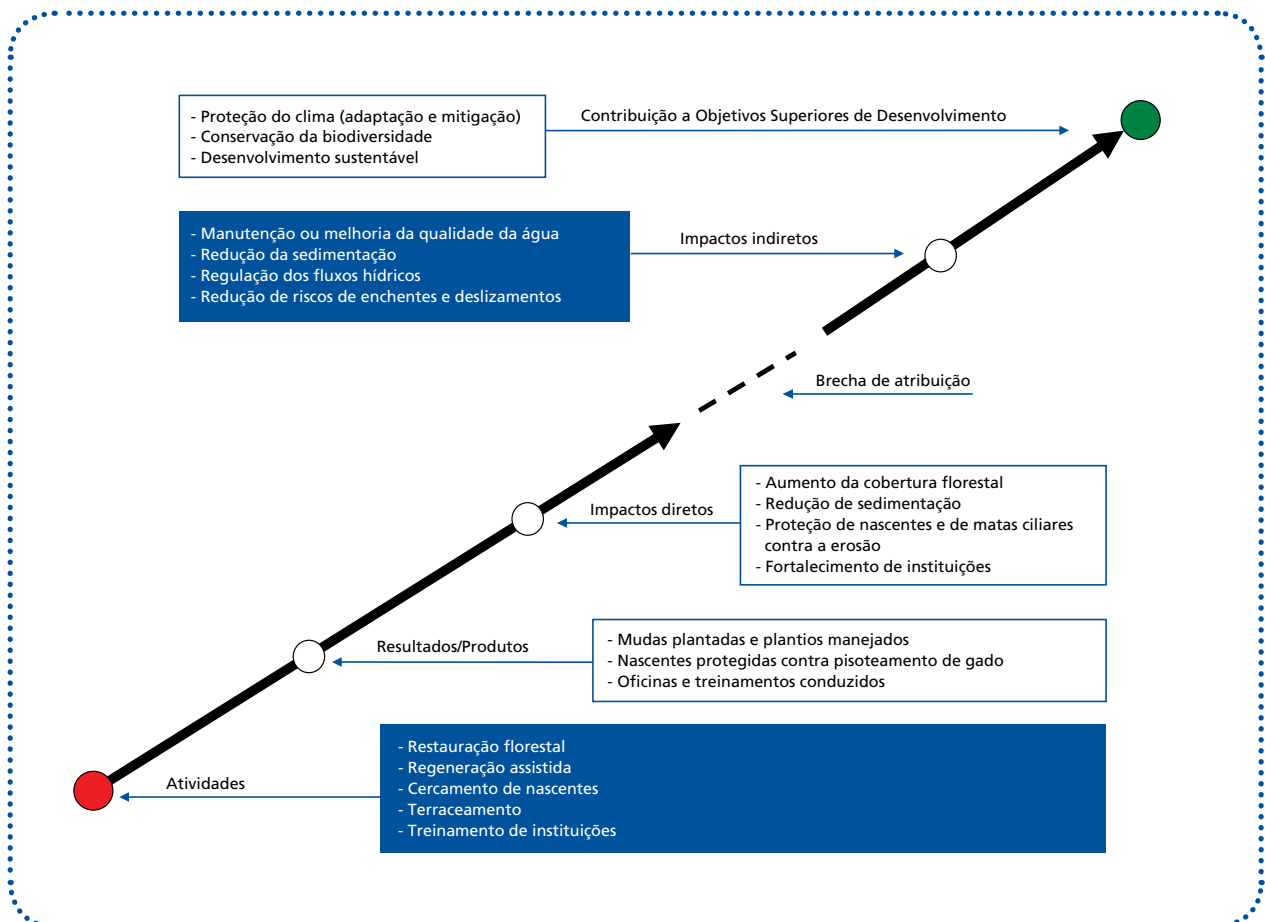 - Proteção do clima (adaptação e mitigação)
- Conservação da biodiversidade
- Desenvolvimento sustentável
Contribuição a Objetivos Superiores de Desenvolvimento
- Manutenção ou melhoria da qualidade da água
- Redução da sedimentação
- Regulação dos fluxos hídricos
- Redução de riscos de enchentes e deslizamentos
Impactos indiretos
Brecha de atribuição
Impactos diretos
- Aumento da cobertura florestal
- Redução de sedimentação
- Proteção de nascentes e de matas ciliares
contra a erosão
- Fortalecimento de instituições
Resultados/Produtos
- Mudas plantadas e plantios manejados
- Nascentes protegidas contra pisoteamento de gado
- Oficinas e treinamentos conduzidos
Atividades
- Restauração florestal
- Regeneração assistida
- Cercamento de nascentes
- Terraceamento
- Treinamento de instituições